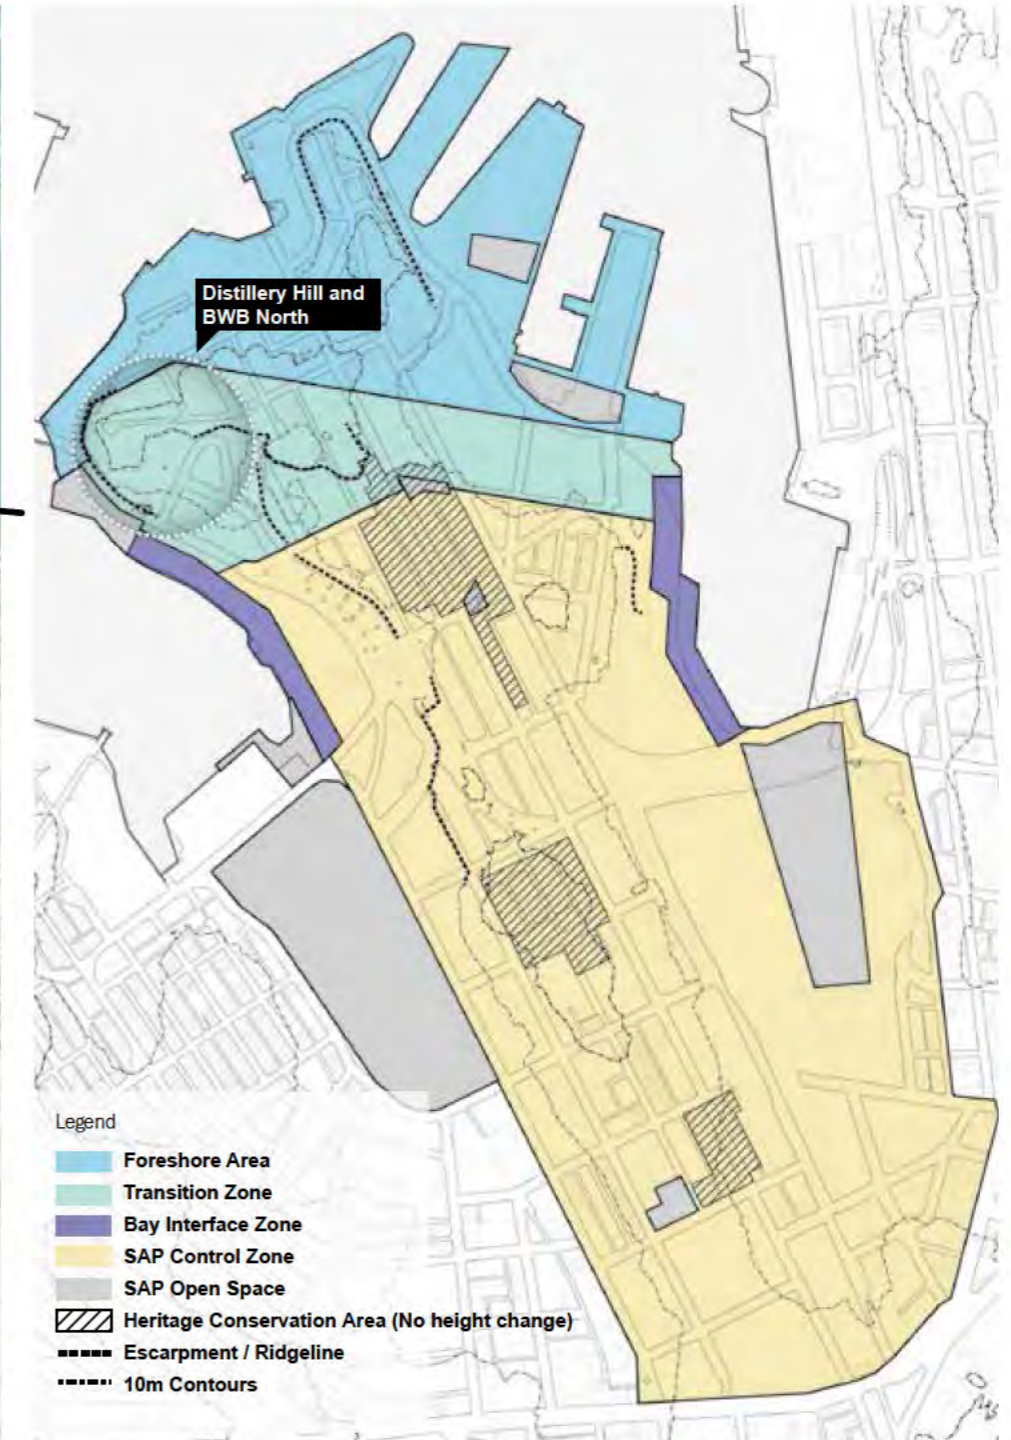 Distillery Hill and
BWB North
Legend
Foreshore Area
Transition Zone
Bay Interface Zone
SAP Control Zone
SAP Open Space
Heritage Conservation Area (No height change)
Escarpment / Ridgeline
10m Contours